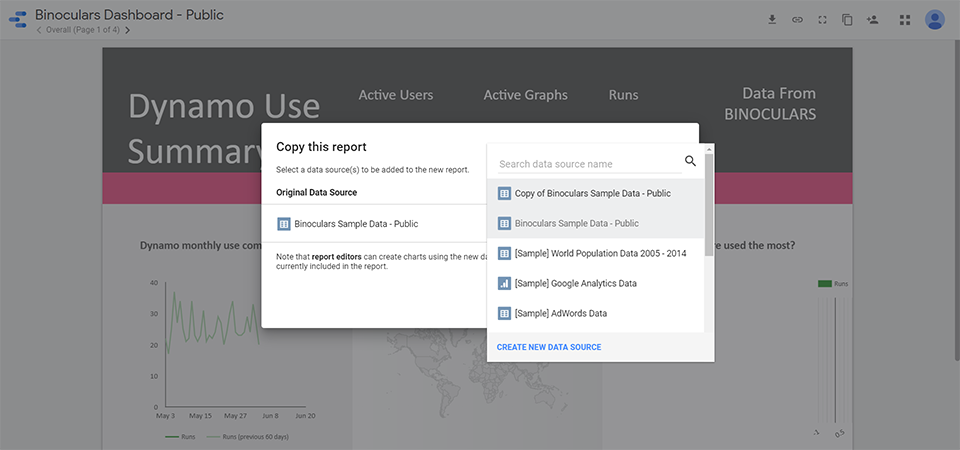 Binoculars Dashboard - Public
Overall (Page 1 of 4)
Dynamo Use
Summary
Active Users
Active Graphs
Runs
Data From
BINOCULARS
Copy this report
Select a data source(s) to be added to the new report.
Original Data Source
Binoculars Sample Data - Public
Note that report editors can create charts using the new da
currently included in the report.
Search data source name
Copy of Binoculars Sample Data - Public
Binoculars Sample Data - Public
[Sample] World Population Data 2005 - 2014
[Sample] Google Analytics Data
[Sample] AdWords Data
CREATE NEW DATA SOURCE
Dynamo monthly use com
re used the most?
40
30
20
10
0
May 3 May 15 May 27 Jun 8 Jun 20
Runs Runs (previous 60 days)
Runs
0.5